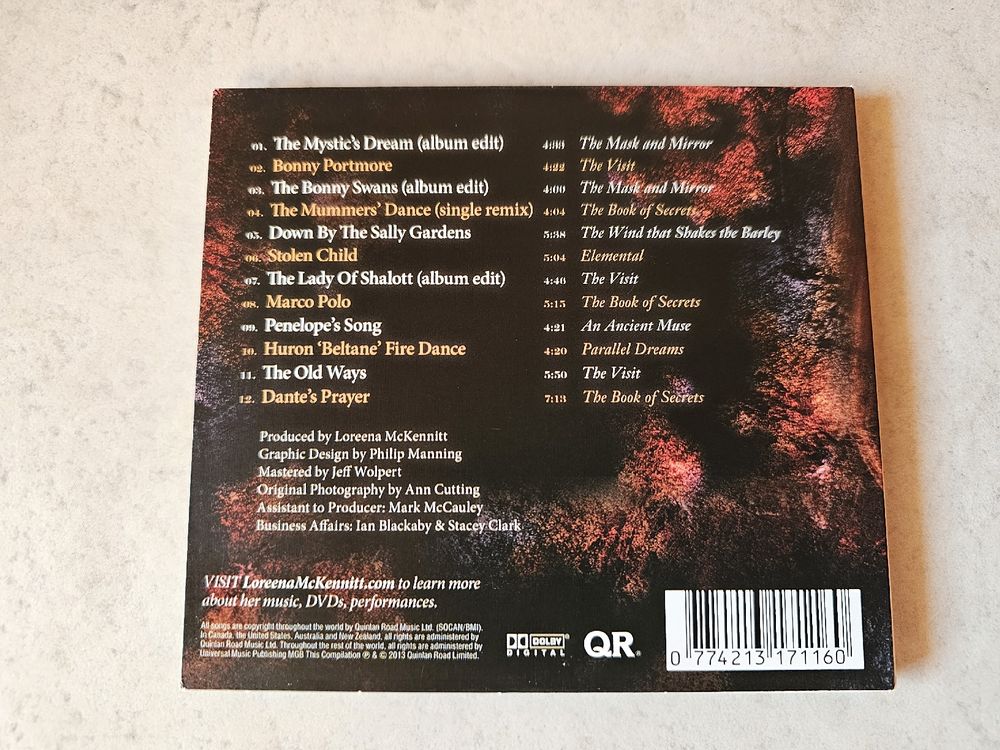 01. The Mystic's Dream (album edit) 4:38 The Mask and Mirror
02. Bonny Portmore 4:22 The Visit
03. The Bonny Swans (album edit) 4:00 The Mask and Mirror
04. The Mummers' Dance (single remix) 4:04 The Book of Secrets
05. Down By The Sally Gardens 5:38 The Wind that Shakes the Barley
06. Stolen Child 5:04 Elemental
07. The Lady Of Shalott (album edit) 4:46 The Visit
08. Marco Polo 5:15 The Book of Secrets
09. Penelope's Song 4:21 An Ancient Muse
10. Huron 'Beltane' Fire Dance 4:20 Parallel Dreams
11. The Old Ways 5:50 The Visit
12. Dante's Prayer 7:13 The Book of Secrets
Produced by Loreena McKennitt
Graphic Design by Philip Manning
Mastered by Jeff Wolpert
Original Photography by Ann Cutting
Assistant to Producer: Mark McCauley
Business Affairs: Ian Blackaby & Stacey Clark
VISIT LoreenaMcKennitt.com to learn more
about her music, DVDs, performances.
All songs are copyright throughout the world by Quinlan Road Music Ltd. (SOCAN/BMI).
In Canada, the United States, Australia and New Zealand, all rights are administered by
Quinlan Road Music Ltd. Throughout the rest of the world, all rights are administered by
Universal Music Publishing MGB This Compilation ℗ & © 2013 Quinlan Road Limited.
DOLBY
DIGITAL
QR
0 774213 171160